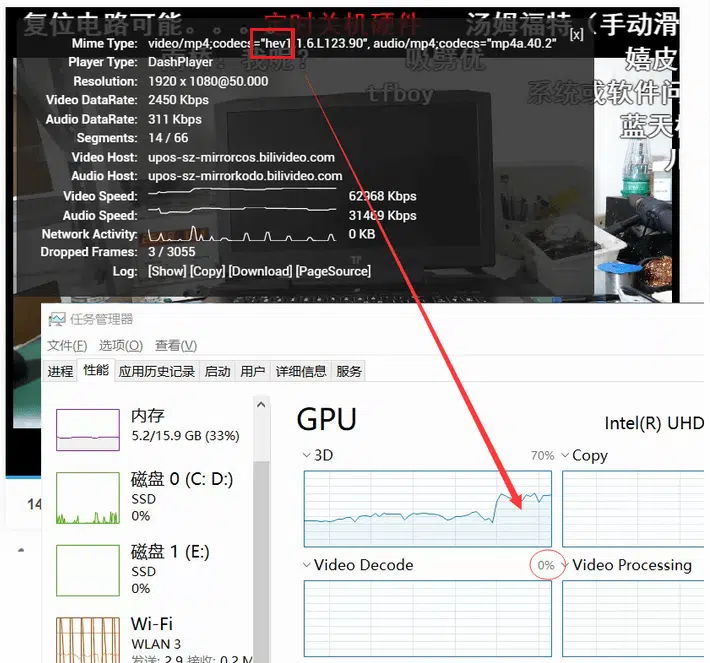 复位电路可能。。。。定时关机硬件 汤姆福特（手动滑
[x]
Mime Type: video/mp4;codecs="hev1.1.6.L123.90", audio/mp4;codecs="mp4a.40.2"
Player Type: DashPlayer
嬉皮
Resolution: 1920 x 1080@50.000
Video DataRate: 2450 Kbps
tfboy
系统或软件问
Audio DataRate: 311 Kbps
蓝天
Segments: 14 / 66
Video Host: upos-sz-mirrorcos.bilivideo.com
Audio Host: upos-sz-mirrorkodo.bilivideo.com
Video Speed: 62968 Kbps
Audio Speed: 31469 Kbps
Network Activity: 0 KB
Dropped Frames: 3 / 3055
Log: [Show] [Copy] [Download] [PageSource]
任务管理器
文件(F) 选项(O) 查看(V)
进程 性能 应用历史记录 启动 用户 详细信息 服务
内存
5.2/15.9 GB (33%)
磁盘 0 (C: D:)
SSD
0%
磁盘 1 (E:)
SSD
0%
Wi-Fi
WLAN 3
发送: 2.9 接收: 0.2 M
GPU
Intel(R) UHD
3D 70%
Copy
Video Decode 0%
Video Processing
14